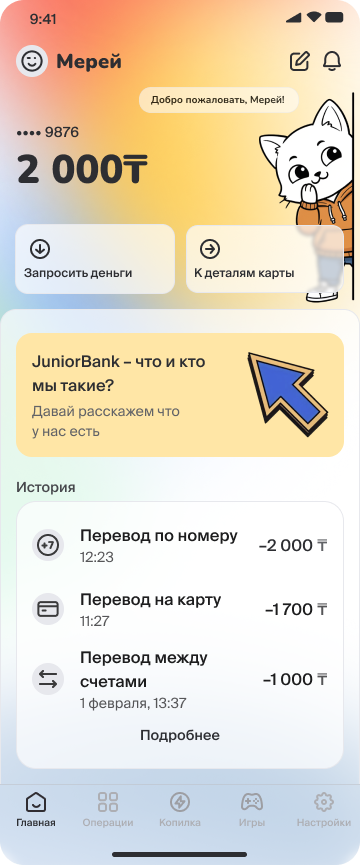 9:41
Мерей
Добро пожаловать, Мерей!
•••• 9876
2 000₸
Запросить деньги
К деталям карты
JuniorBank – что и кто
мы такие?
Давай расскажем что
у нас есть
История
+7
Перевод по номеру
–2 000 ₸
12:23
Перевод на карту
–1 700 ₸
11:27
Перевод между
счетами
–1 000 ₸
1 февраля, 13:37
Подробнее
Главная
Операции
Копилка
Игры
Настройки